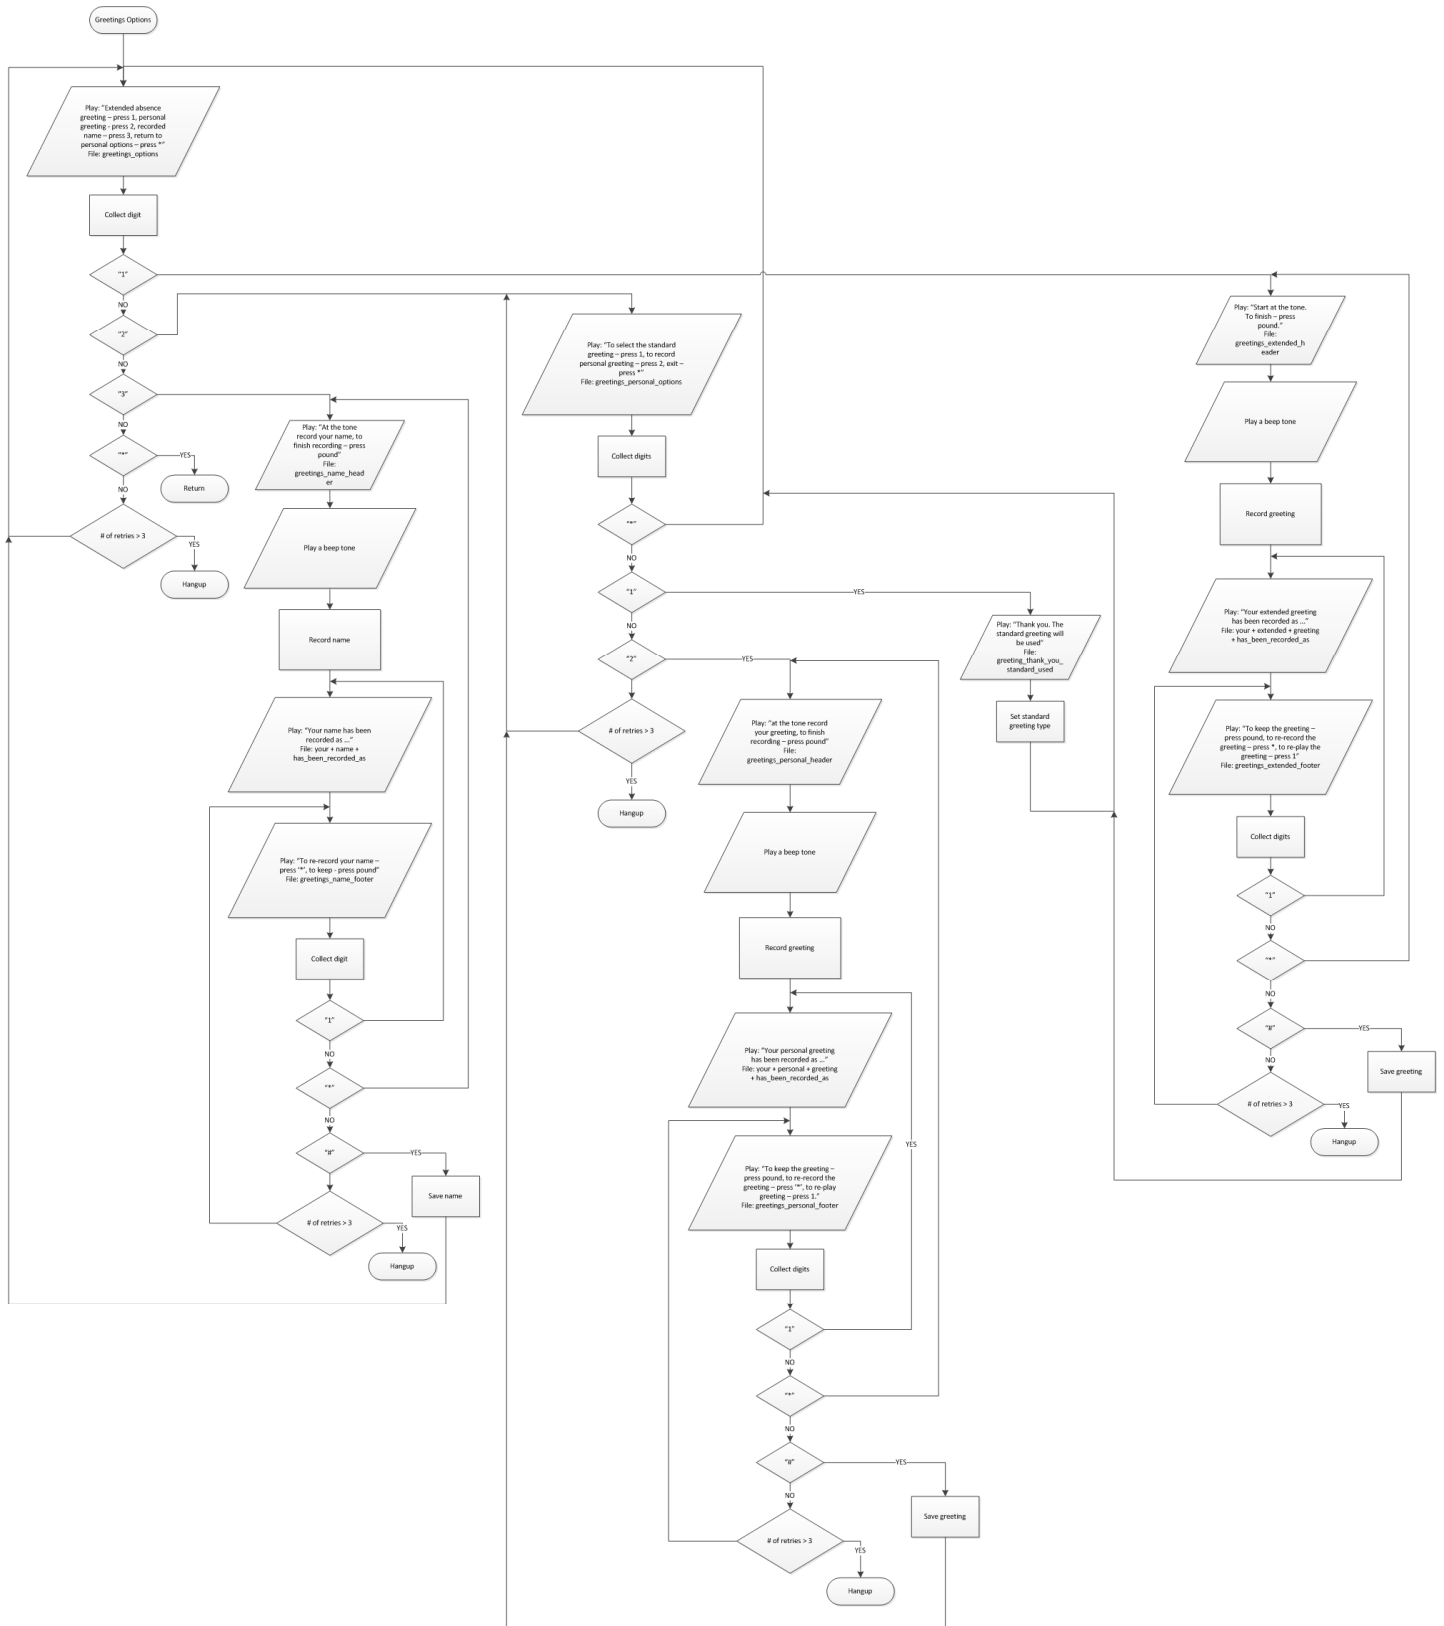 Greetings Options
Play: “Extended absence
greeting – press 1, personal
greeting - press 2, recorded
name – press 3, return to
personal options – press *”
File: greetings_options
Collect digit
“1”
NO
“2”
NO
“3”
NO
“*”
YES
Return
NO
# of retries > 3
YES
Hangup
Play: “At the tone
record your name, to
finish recording – press
pound”
File:
greetings_name_head
er
Play a beep tone
Record name
Play: “Your name has been
recorded as …”
File: your + name +
has_been_recorded_as
Play: “To re-record your name –
press ‘*’, to keep - press pound”
File: greetings_name_footer
Collect digit
“1”
NO
“*”
NO
“#”
YES
Save name
# of retries > 3
YES
Hangup
Play: “To select the standard
greeting – press 1, to record
personal greeting – press 2, exit –
press *”
File: greetings_personal_options
Collect digits
“*”
NO
“1”
YES
NO
“2”
YES
# of retries > 3
YES
Hangup
Play: “Thank you. The
standard greeting will
be used”
File:
greeting_thank_you_
standard_used
Set standard
greeting type
Play: “at the tone record
your greeting, to finish
recording – press pound”
File:
greetings_personal_header
Play a beep tone
Record greeting
Play: “Your personal greeting
has been recorded as …”
File: your + personal + greeting
+ has_been_recorded_as
YES
Play: “To keep the greeting –
press pound, to re-record the
greeting – press ‘*’, to re-play
greeting – press 1.”
File: greetings_personal_footer
Collect digits
“1”
NO
“*”
NO
“#”
YES
NO
Save greeting
# of retries > 3
YES
Hangup
Play: “Start at the tone.
To finish – press
pound.”
File:
greetings_extended_h
eader
Play a beep tone
Record greeting
Play: “Your extended greeting
has been recorded as …”
File: your + extended + greeting
+ has_been_recorded_as
Play: “To keep the greeting –
press pound, to re-record the
greeting – press *, to re-play the
greeting – press 1”
File: greetings_extended_footer
Collect digits
“1”
NO
“*”
NO
“#”
YES
NO
Save greeting
# of retries > 3
YES
Hangup